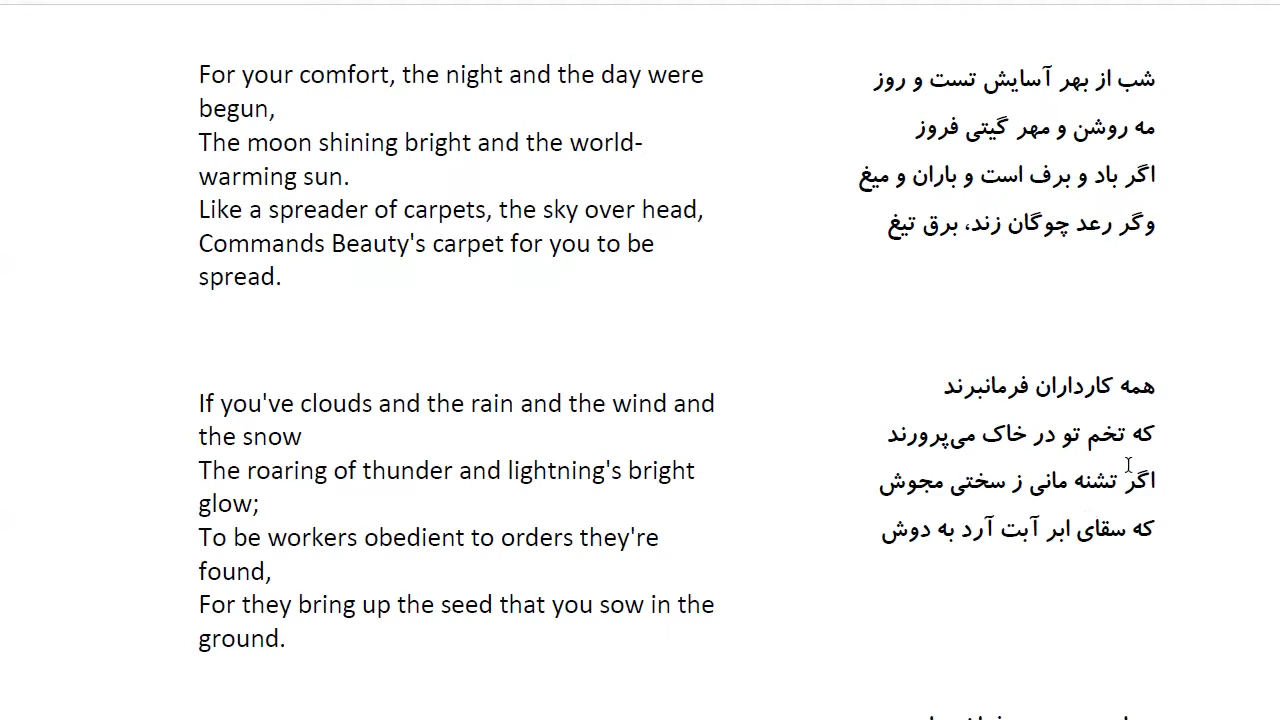 For your comfort, the night and the day were
begun,
The moon shining bright and the world-
warming sun.
Like a spreader of carpets, the sky over head,
Commands Beauty's carpet for you to be
spread.
شب از بهر آسایش تست و روز
مه روشن و مهر گیتی فروز
اگر باد و برف است و باران و میغ
وگر رعد چوگان زند، برق تیغ
If you've clouds and the rain and the wind and
the snow
The roaring of thunder and lightning's bright
glow;
To be workers obedient to orders they're
found,
For they bring up the seed that you sow in the
ground.
همه کارداران فرمانبرند
که تخم تو در خاک می‌پرورند
اگر تشنه مانی ز سختی مجوش
که سقای ابر آبت آرد به دوش